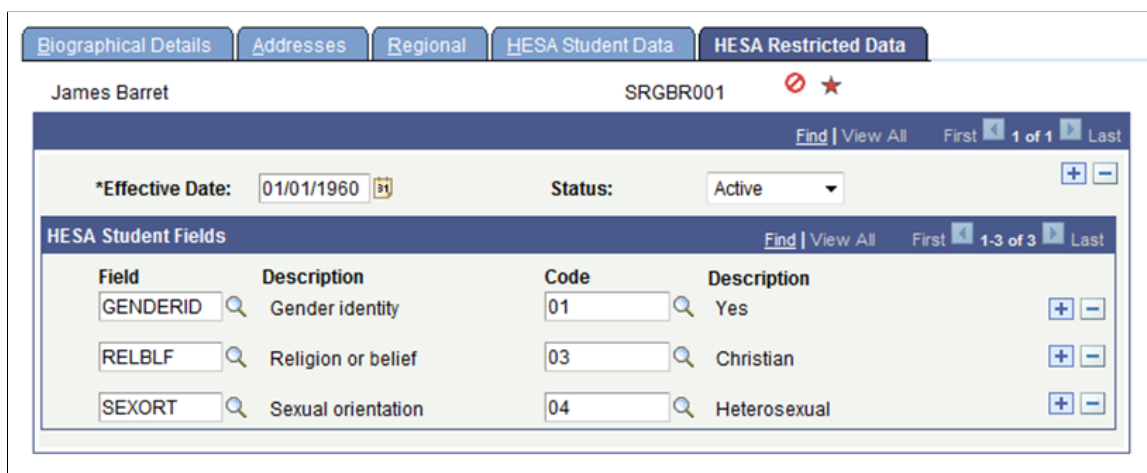 Biographical Details Addresses Regional HESA Student Data HESA Restricted Data
James Barret SRGBR001
Find | View All First 1 of 1 Last
*Effective Date: 01/01/1960 31 Status: Active
HESA Student Fields Find | View All First 1-3 of 3 Last
Field Description Code Description
GENDERID Gender identity 01 Yes
RELBLF Religion or belief 03 Christian
SEXORT Sexual orientation 04 Heterosexual